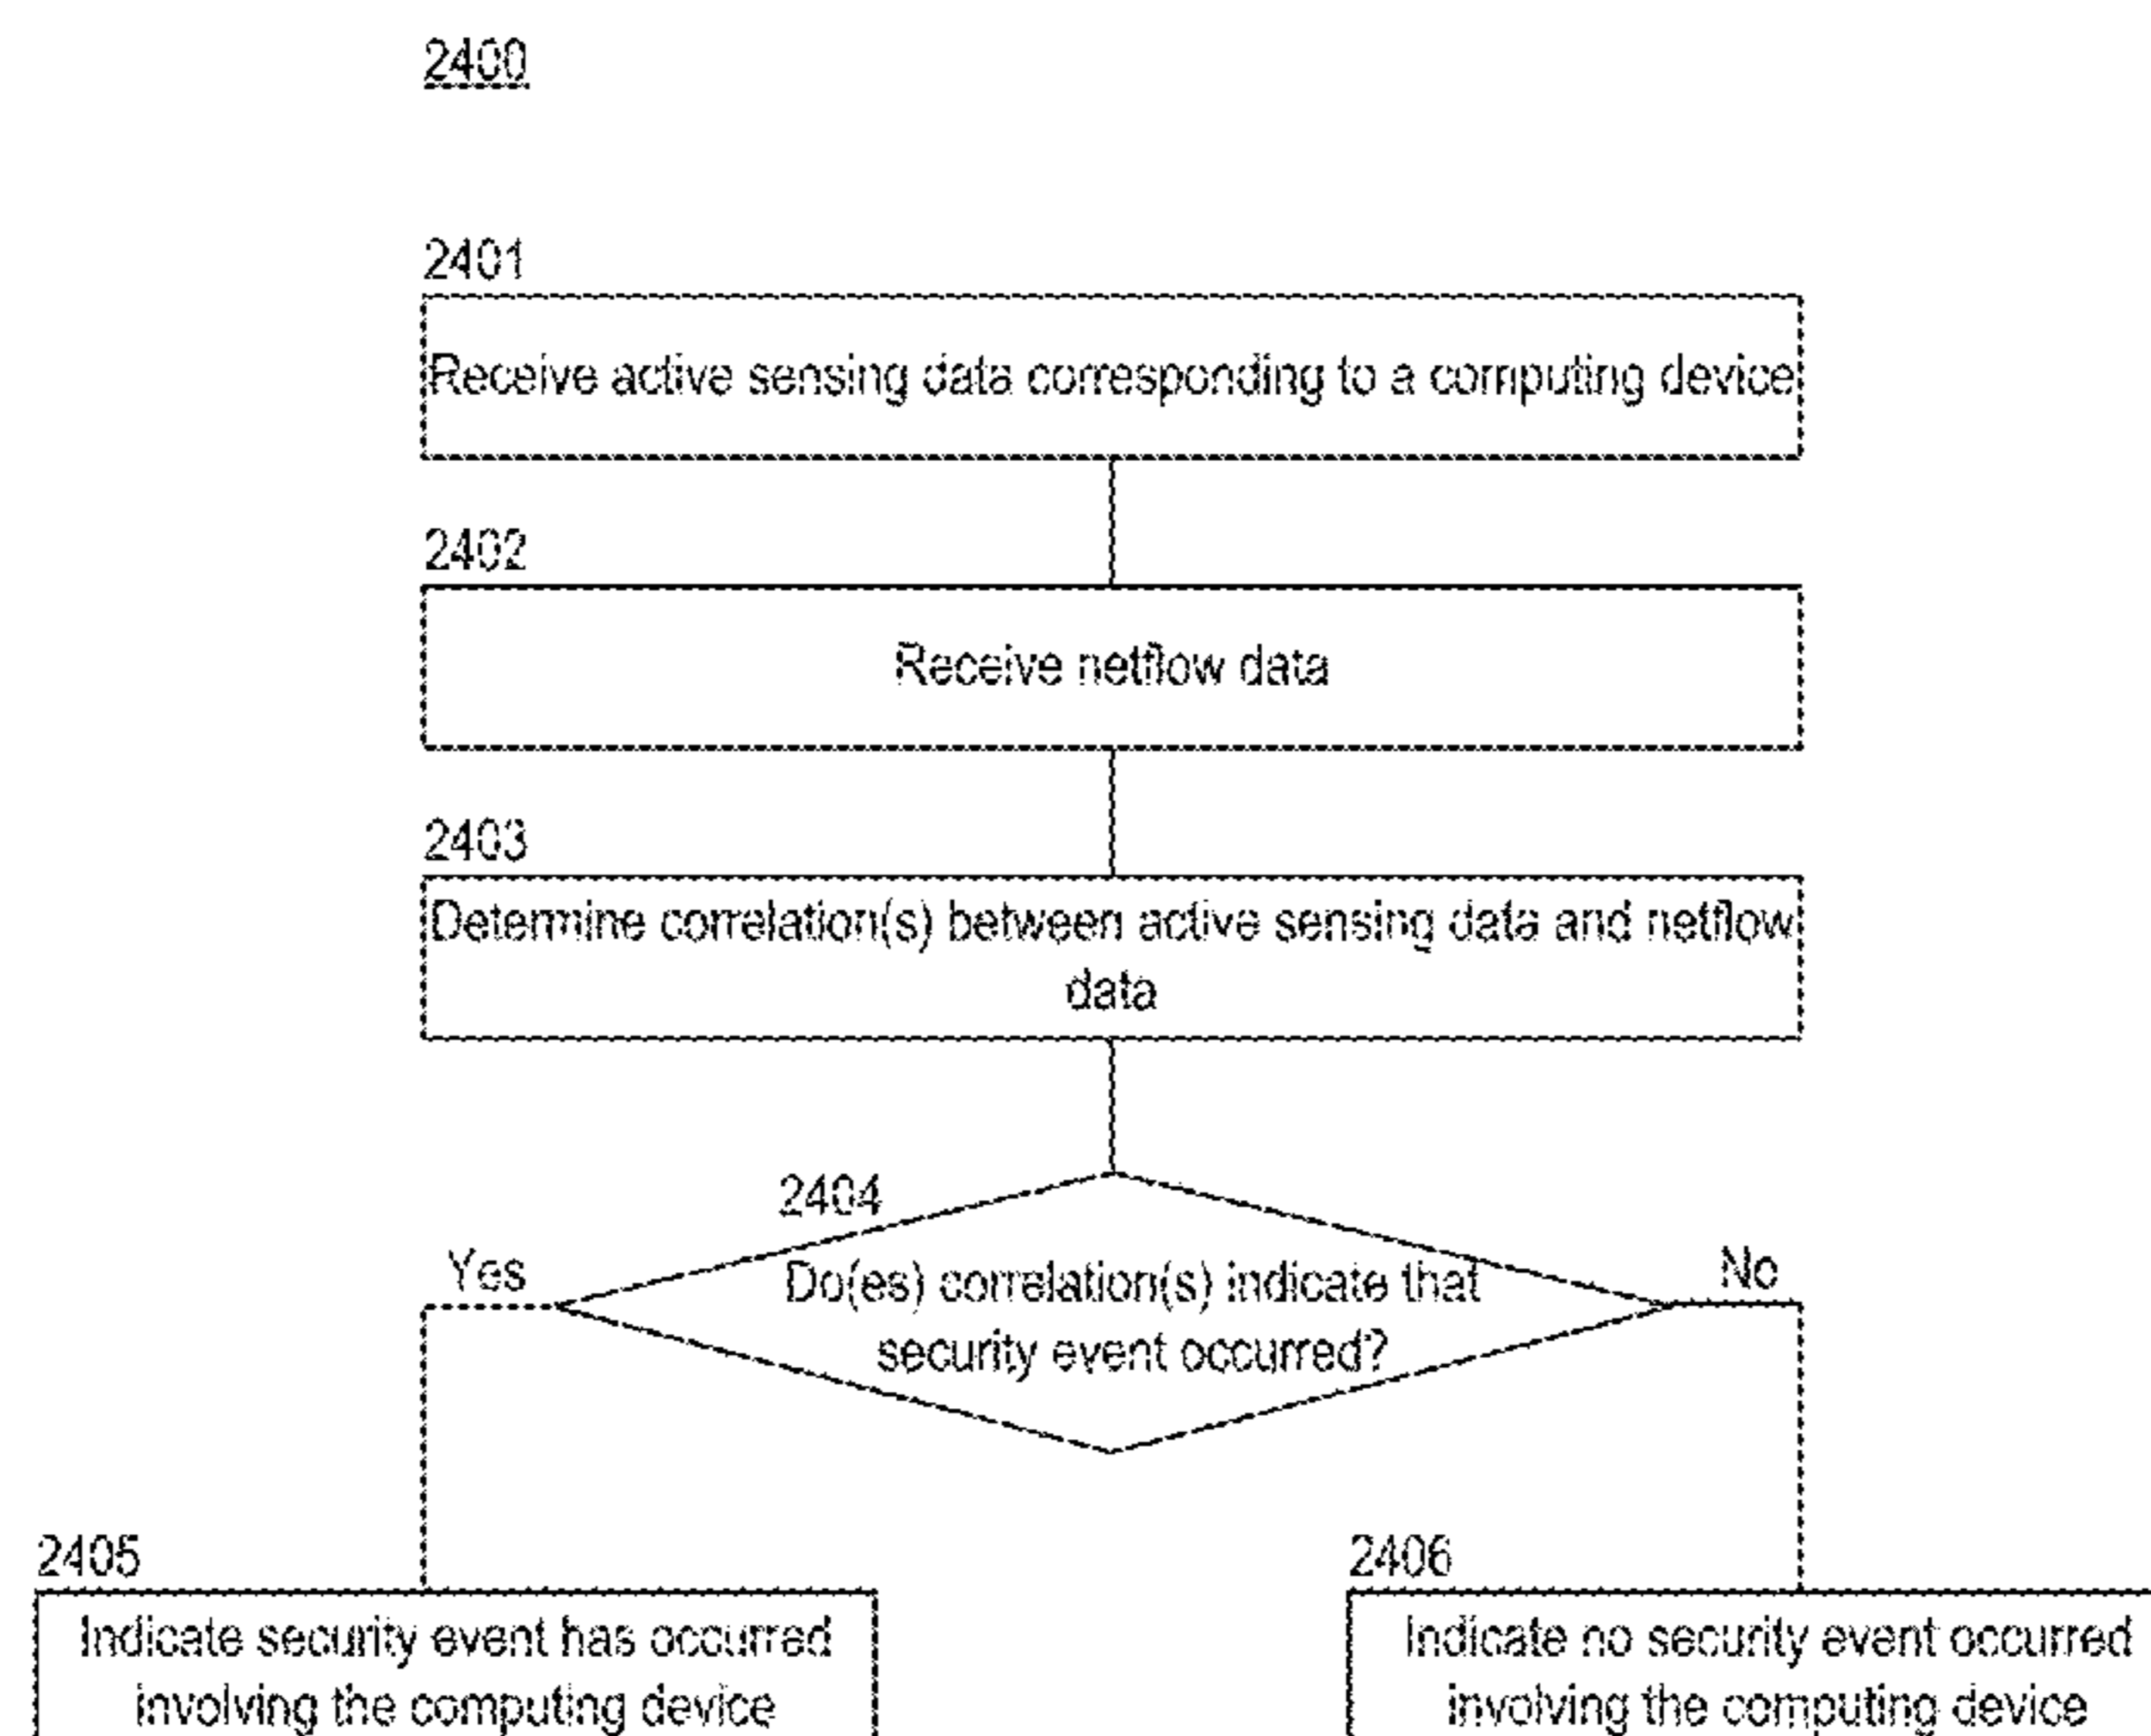 2400
2401
Receive active sensing data corresponding to a computing device
2402
Receive netflow data
2403
Determine correlation(s) between active sensing data and netflow
data
2404
Yes
No
Do(es) correlation(s) indicate that
security event occurred?
2405
Indicate security event has occurred
involving the computing device
2406
Indicate no security event occurred
involving the computing device